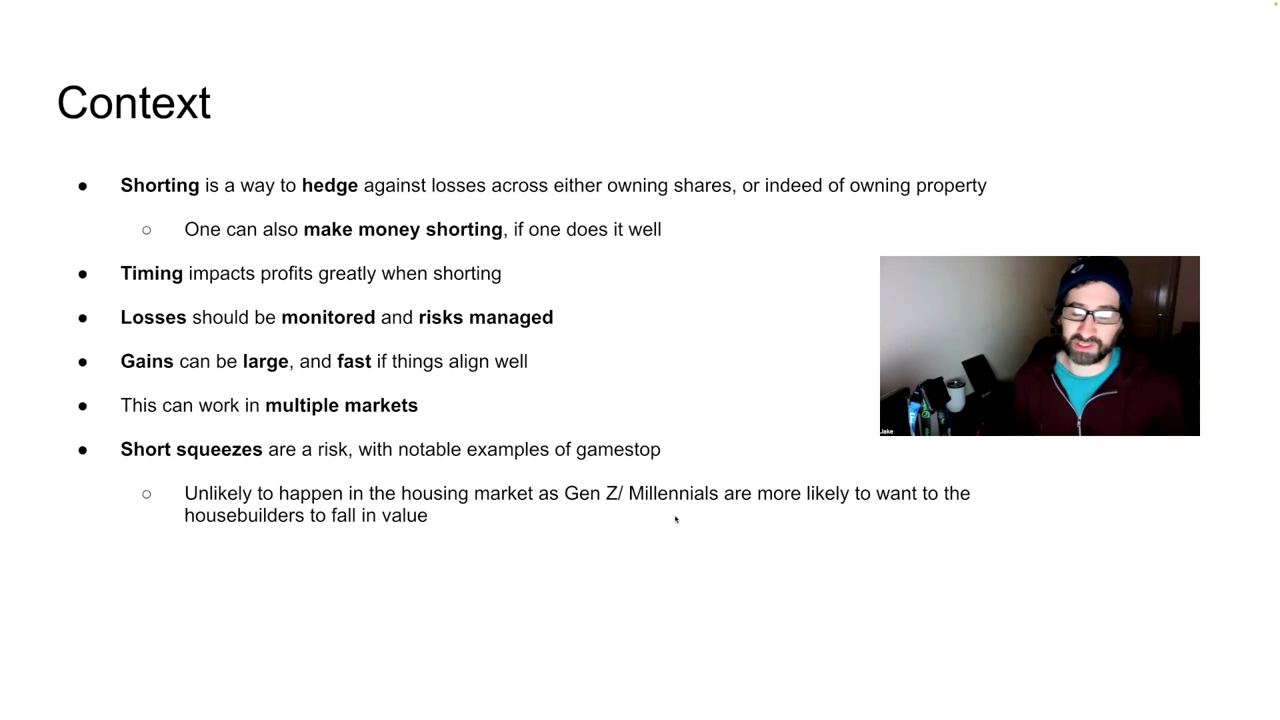 Context
● Shorting is a way to hedge against losses across either owning shares, or indeed of owning property
○ One can also make money shorting, if one does it well
● Timing impacts profits greatly when shorting
● Losses should be monitored and risks managed
● Gains can be large, and fast if things align well
● This can work in multiple markets
● Short squeezes are a risk, with notable examples of gamestop
○ Unlikely to happen in the housing market as Gen Z/ Millennials are more likely to want to the
housebuilders to fall in value
Jake